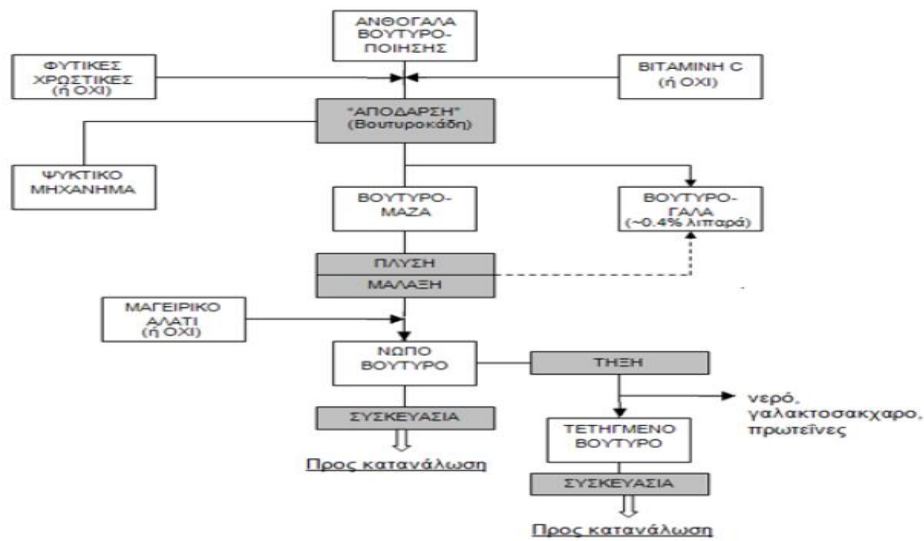 ΑΝΘΟΓΑΛΑ
ΒΟΥΤΥΡΟ-
ΠΟΙΗΣΗΣ
ΦΥΤΙΚΕΣ
ΧΡΩΣΤΙΚΕΣ
(ή ΟΧΙ)
ΒΙΤΑΜΙΝΗ C
(ή ΟΧΙ)
"ΑΠΟΔΑΡΣΗ"
(Βουτυροκάδη)
ΨΥΚΤΙΚΟ
ΜΗΧΑΝΗΜΑ
ΒΟΥΤΥΡΟ-
ΜΑΖΑ
ΒΟΥΤΥΡΟ-
ΓΑΛΑ
(~0.4% λιπαρά)
ΠΛΥΣΗ
ΜΑΛΑΞΗ
ΜΑΓΕΙΡΙΚΟ
ΑΛΑΤΙ
(ή ΟΧΙ)
ΝΩΠΟ
ΒΟΥΤΥΡΟ
ΤΗΞΗ
ΣΥΣΚΕΥΑΣΙΑ
Προς κατανάλωση
νερό,
γαλακτοσακχαρο,
πρωτεΐνες
ΤΕΤΗΓΜΕΝΟ
ΒΟΥΤΥΡΟ
ΣΥΣΚΕΥΑΣΙΑ
Προς κατανάλωση